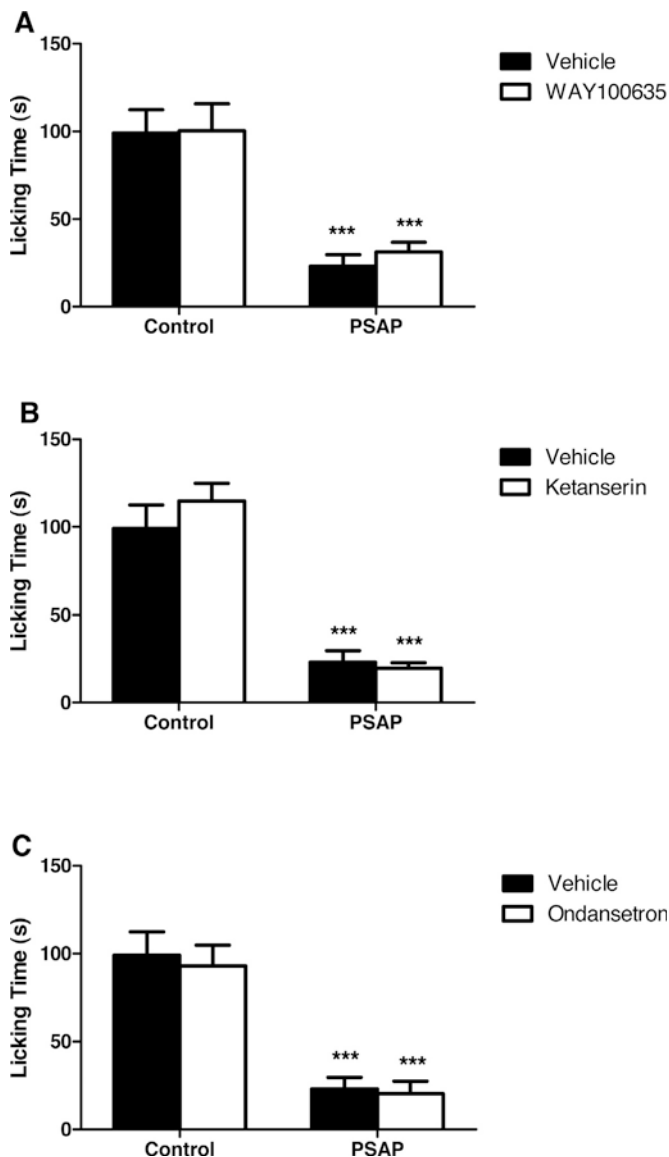 A
150
100
50
0
Licking Time (s)
*** ***
Control PSAP
Vehicle
WAY100635
B
150
100
50
0
Licking Time (s)
*** ***
Control PSAP
Vehicle
Ketanserin
C
150
100
50
0
Licking Time (s)
*** ***
Control PSAP
Vehicle
Ondansetron